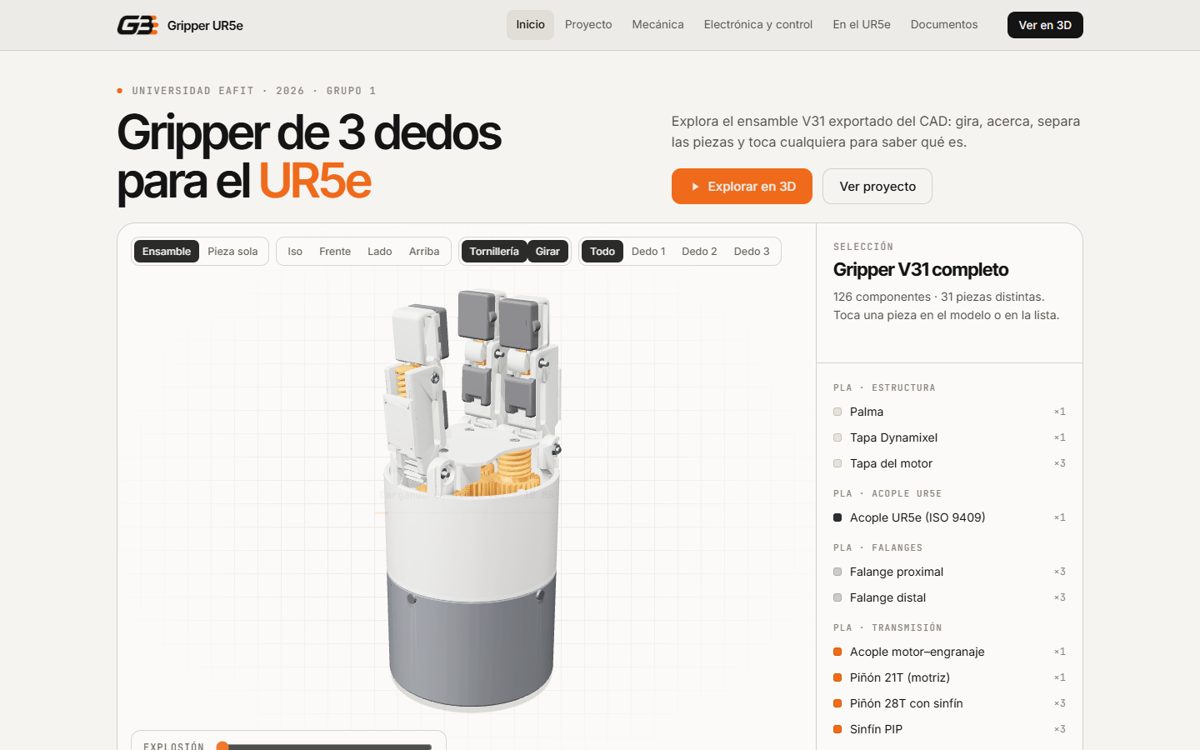 G3 Gripper UR5e
Inicio Proyecto Mecánica Electrónica y control En el UR5e Documentos Ver en 3D
UNIVERSIDAD EAFIT · 2026 · GRUPO 1
Gripper de 3 dedos
para el UR5e
Explora el ensamble V31 exportado del CAD: gira, acerca, separa
las piezas y toca cualquiera para saber qué es.
Explorar en 3D Ver proyecto
Ensamble Pieza sola Iso Frente Lado Arriba Tornillería Girar Todo Dedo 1 Dedo 2 Dedo 3
SELECCIÓN
Gripper V31 completo
126 componentes · 31 piezas distintas.
Toca una pieza en el modelo o en la lista.
PLA · ESTRUCTURA
Palma ×1
Tapa Dynamixel ×1
Tapa del motor ×3
PLA · ACOPLE UR5E
Acople UR5e (ISO 9409) ×1
PLA · FALANGES
Falange proximal ×3
Falange distal ×3
PLA · TRANSMISIÓN
Acople motor–engranaje ×1
Piñón 21T (motriz) ×1
Piñón 28T con sinfín ×3
Sinfín PIP ×3
EXPLOSIÓN